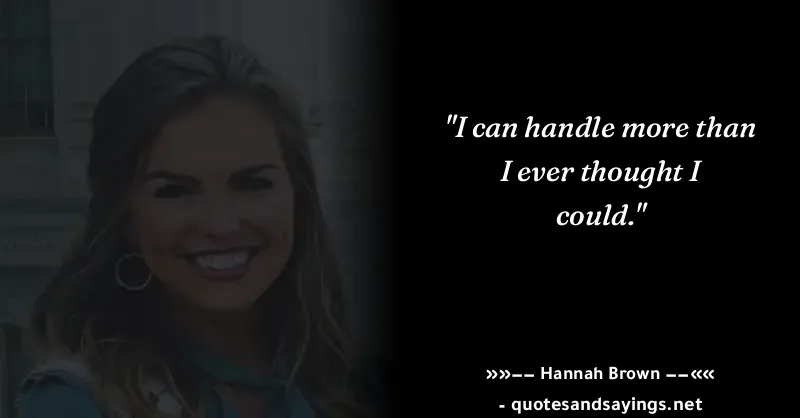 "I can handle more than
I ever thought I
could."
»»−− Hannah Brown −−««
- quotesandsayings.net